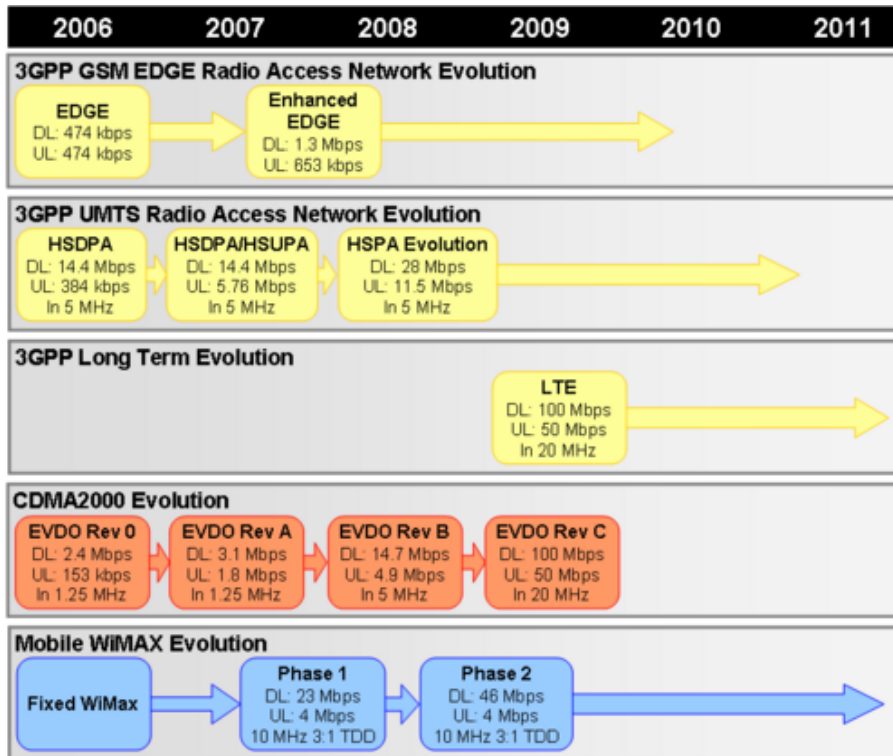 2006 2007 2008 2009 2010 2011
3GPP GSM EDGE Radio Access Network Evolution
EDGE
DL: 474 kbps
UL: 474 kbps
Enhanced
EDGE
DL: 1.3 Mbps
UL: 653 kbps
3GPP UMTS Radio Access Network Evolution
HSDPA
DL: 14.4 Mbps
UL: 384 kbps
In 5 MHz
HSDPA/HSUPA
DL: 14.4 Mbps
UL: 5.76 Mbps
In 5 MHz
HSPA Evolution
DL: 28 Mbps
UL: 11.5 Mbps
In 5 MHz
3GPP Long Term Evolution
LTE
DL: 100 Mbps
UL: 50 Mbps
In 20 MHz
CDMA2000 Evolution
EVDO Rev 0
DL: 2.4 Mbps
UL: 153 kbps
In 1.25 MHz
EVDO Rev A
DL: 3.1 Mbps
UL: 1.8 Mbps
In 1.25 MHz
EVDO Rev B
DL: 14.7 Mbps
UL: 4.9 Mbps
In 5 MHz
EVDO Rev C
DL: 100 Mbps
UL: 50 Mbps
In 20 MHz
Mobile WiMAX Evolution
Fixed WiMax
Phase 1
DL: 23 Mbps
UL: 4 Mbps
10 MHz 3:1 TDD
Phase 2
DL: 46 Mbps
UL: 4 Mbps
10 MHz 3:1 TDD